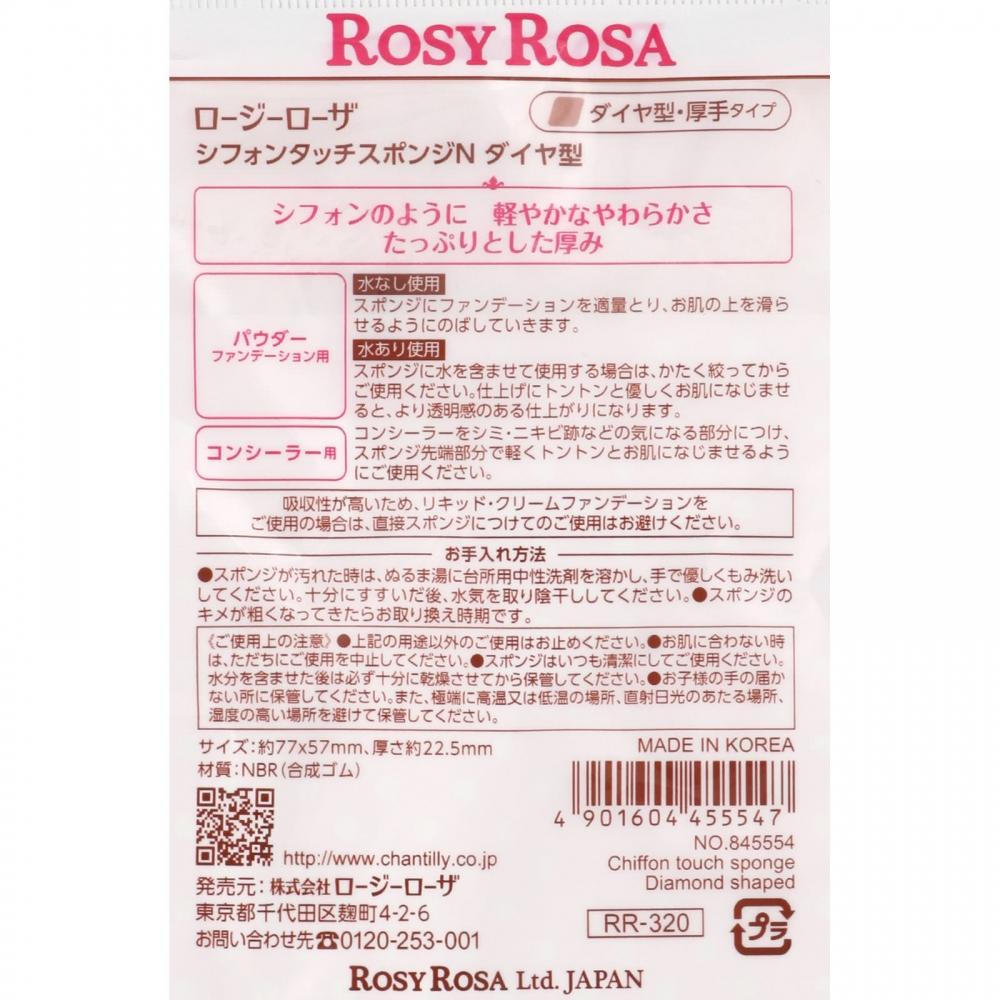 ROSY ROSA
ロージーローザ
ダイヤ型・厚手タイプ
シフォンタッチスポンジN ダイヤ型
シフォンのように 軽やかなやわらかさ
たっぷりとした厚み
パウダー
ファンデーション用
水なし使用
スポンジにファンデーションを適量とり、お肌の上を滑ら
せるようにのばしていきます。
水あり使用
スポンジに水を含ませて使用する場合は、かたく絞ってから
ご使用ください。仕上げにトントンと優しくお肌になじませ
ると、より透明感のある仕上がりになります。
コンシーラー用
コンシーラーをシミ・ニキビ跡などの気になる部分につけ、
スポンジ先端部分で軽くトントンとお肌になじませるよう
にご使用ください。
吸収性が高いため、リキッド・クリームファンデーションを
ご使用の場合は、直接スポンジにつけてのご使用はお避けください。
お手入れ方法
●スポンジが汚れた時は、ぬるま湯に台所用中性洗剤を溶かし、手で優しくもみ洗い
してください。十分にすすいだ後、水気を取り陰干ししてください。●スポンジの
キメが粗くなってきたらお取り換え時期です。
《ご使用上の注意》●上記の用途以外のご使用はお止めください。●お肌に合わない時
は、ただちにご使用を中止してください。●スポンジはいつも清潔にしてご使用ください。
水分を含ませた後は必ず十分に乾燥させてから保管してください。●お子様の手の届か
ない所に保管してください。また、極端に高温又は低温の場所、直射日光のあたる場所、
湿度の高い場所を避けて保管してください。
サイズ：約77x57mm、厚さ約22.5mm
材質：NBR（合成ゴム）
MADE IN KOREA
4 901604 455547
NO.845554
Chiffon touch sponge
Diamond shaped
http://www.chantilly.co.jp
発売元：株式会社ロージーローザ
東京都千代田区麹町4-2-6
お問い合わせ先☎0120-253-001
RR-320
プラ
ROSY ROSA Ltd. JAPAN